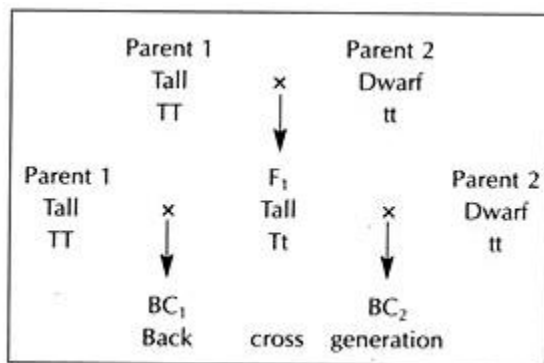 Parent 1 Parent 2
Tall × Dwarf
TT tt
Parent 1 F₁ Parent 2
Tall × Tall × Dwarf
TT Tt tt
BC₁ BC₂
Back cross generation